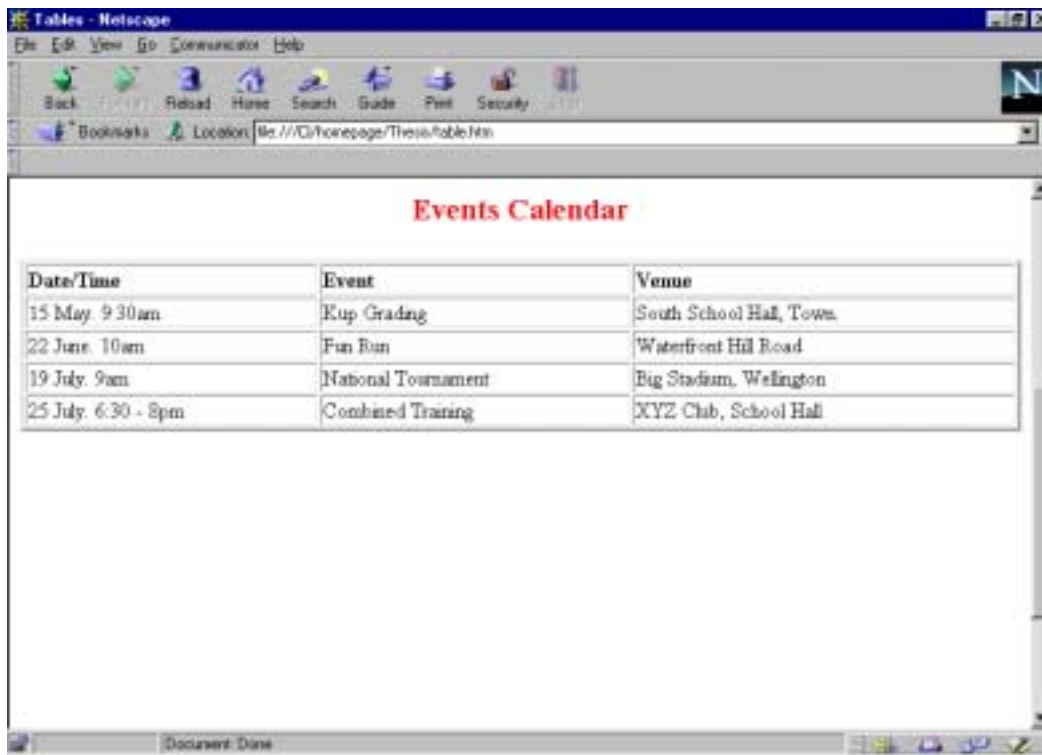 Tables - Netscape
File Edit View Go Communicator Help
Back Forward Reload Home Search Guide Print Security Stop
N
Bookmarks Location: file:///C|/homepage/Thesis/table.htm
Events Calendar
Date/Time Event Venue
15 May. 9:30am Kup Grading South School Hall, Town.
22 June. 10am Fun Run Waterfront Hill Road
19 July. 9am National Tournament Big Stadium, Wellington
25 July. 6:30 - 8pm Combined Training XYZ Club, School Hall
Document: Done